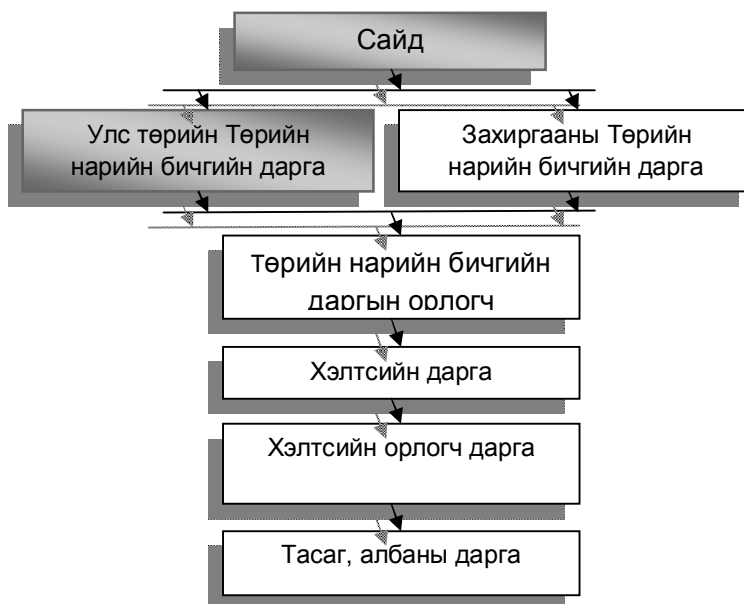 Сайд
Улс төрийн Төрийн
нарийн бичгийн дарга
Захиргааны Төрийн
нарийн бичгийн дарга
Төрийн нарийн бичгийн
даргын орлогч
Хэлтсийн дарга
Хэлтсийн орлогч дарга
Тасаг, албаны дарга